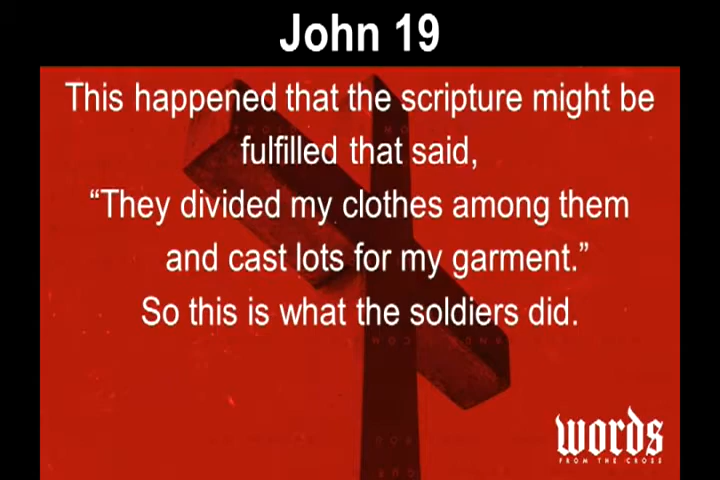 John 19
This happened that the scripture might be
fulfilled that said,
“They divided my clothes among them
and cast lots for my garment.”
So this is what the soldiers did.
words
FROM THE CROSS